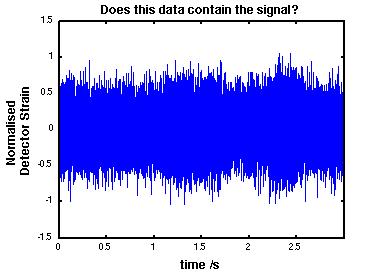 Does this data contain the signal?
1.5
1
0.5
0
-0.5
-1
-1.5
Normalised
Detector Strain
0 0.5 1 1.5 2 2.5
time /s